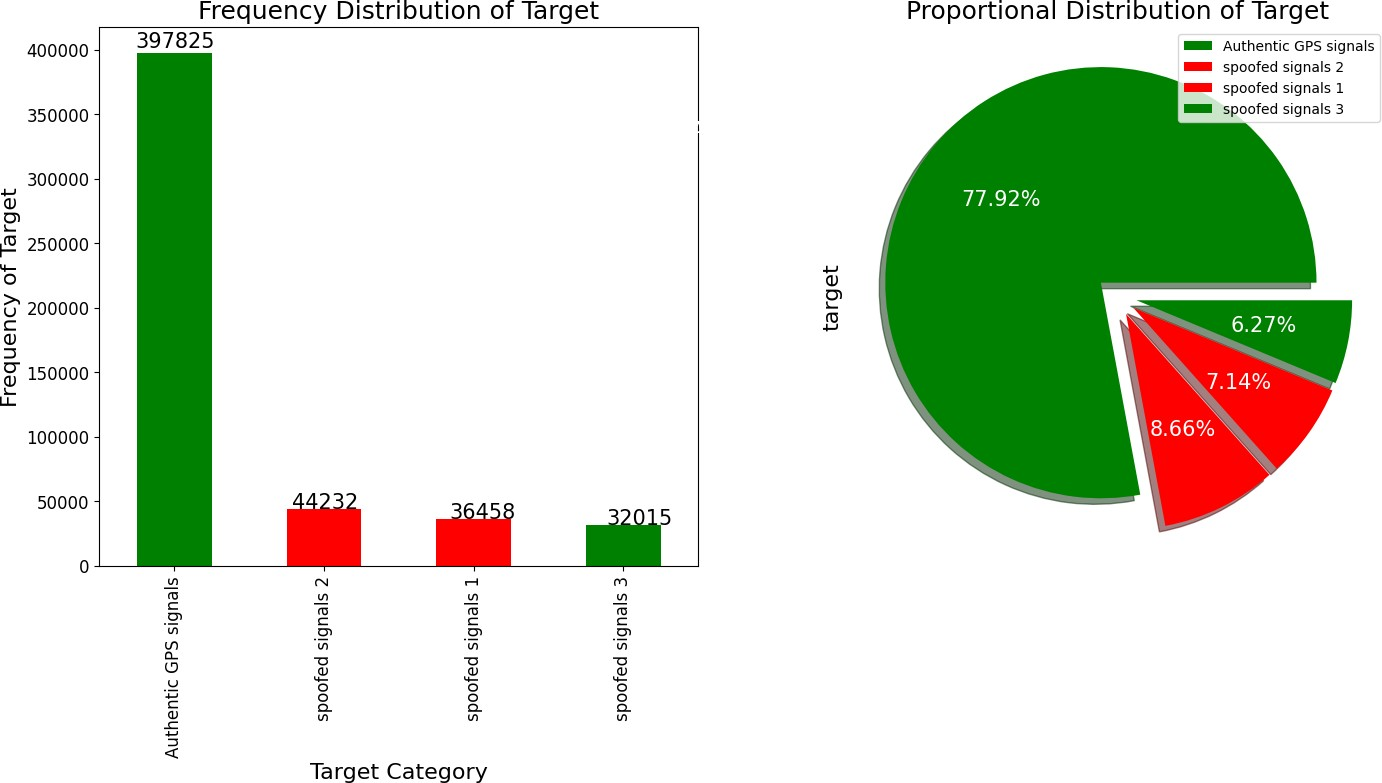 Frequency Distribution of Target
397825
400000
350000
300000
250000
200000
150000
100000
50000
0
Frequency of Target
44232
36458
32015
Authentic GPS signals
spoofed signals 2
spoofed signals 1
spoofed signals 3
Target Category
Proportional Distribution of Target
Authentic GPS signals
spoofed signals 2
spoofed signals 1
spoofed signals 3
77.92%
target
6.27%
7.14%
8.66%